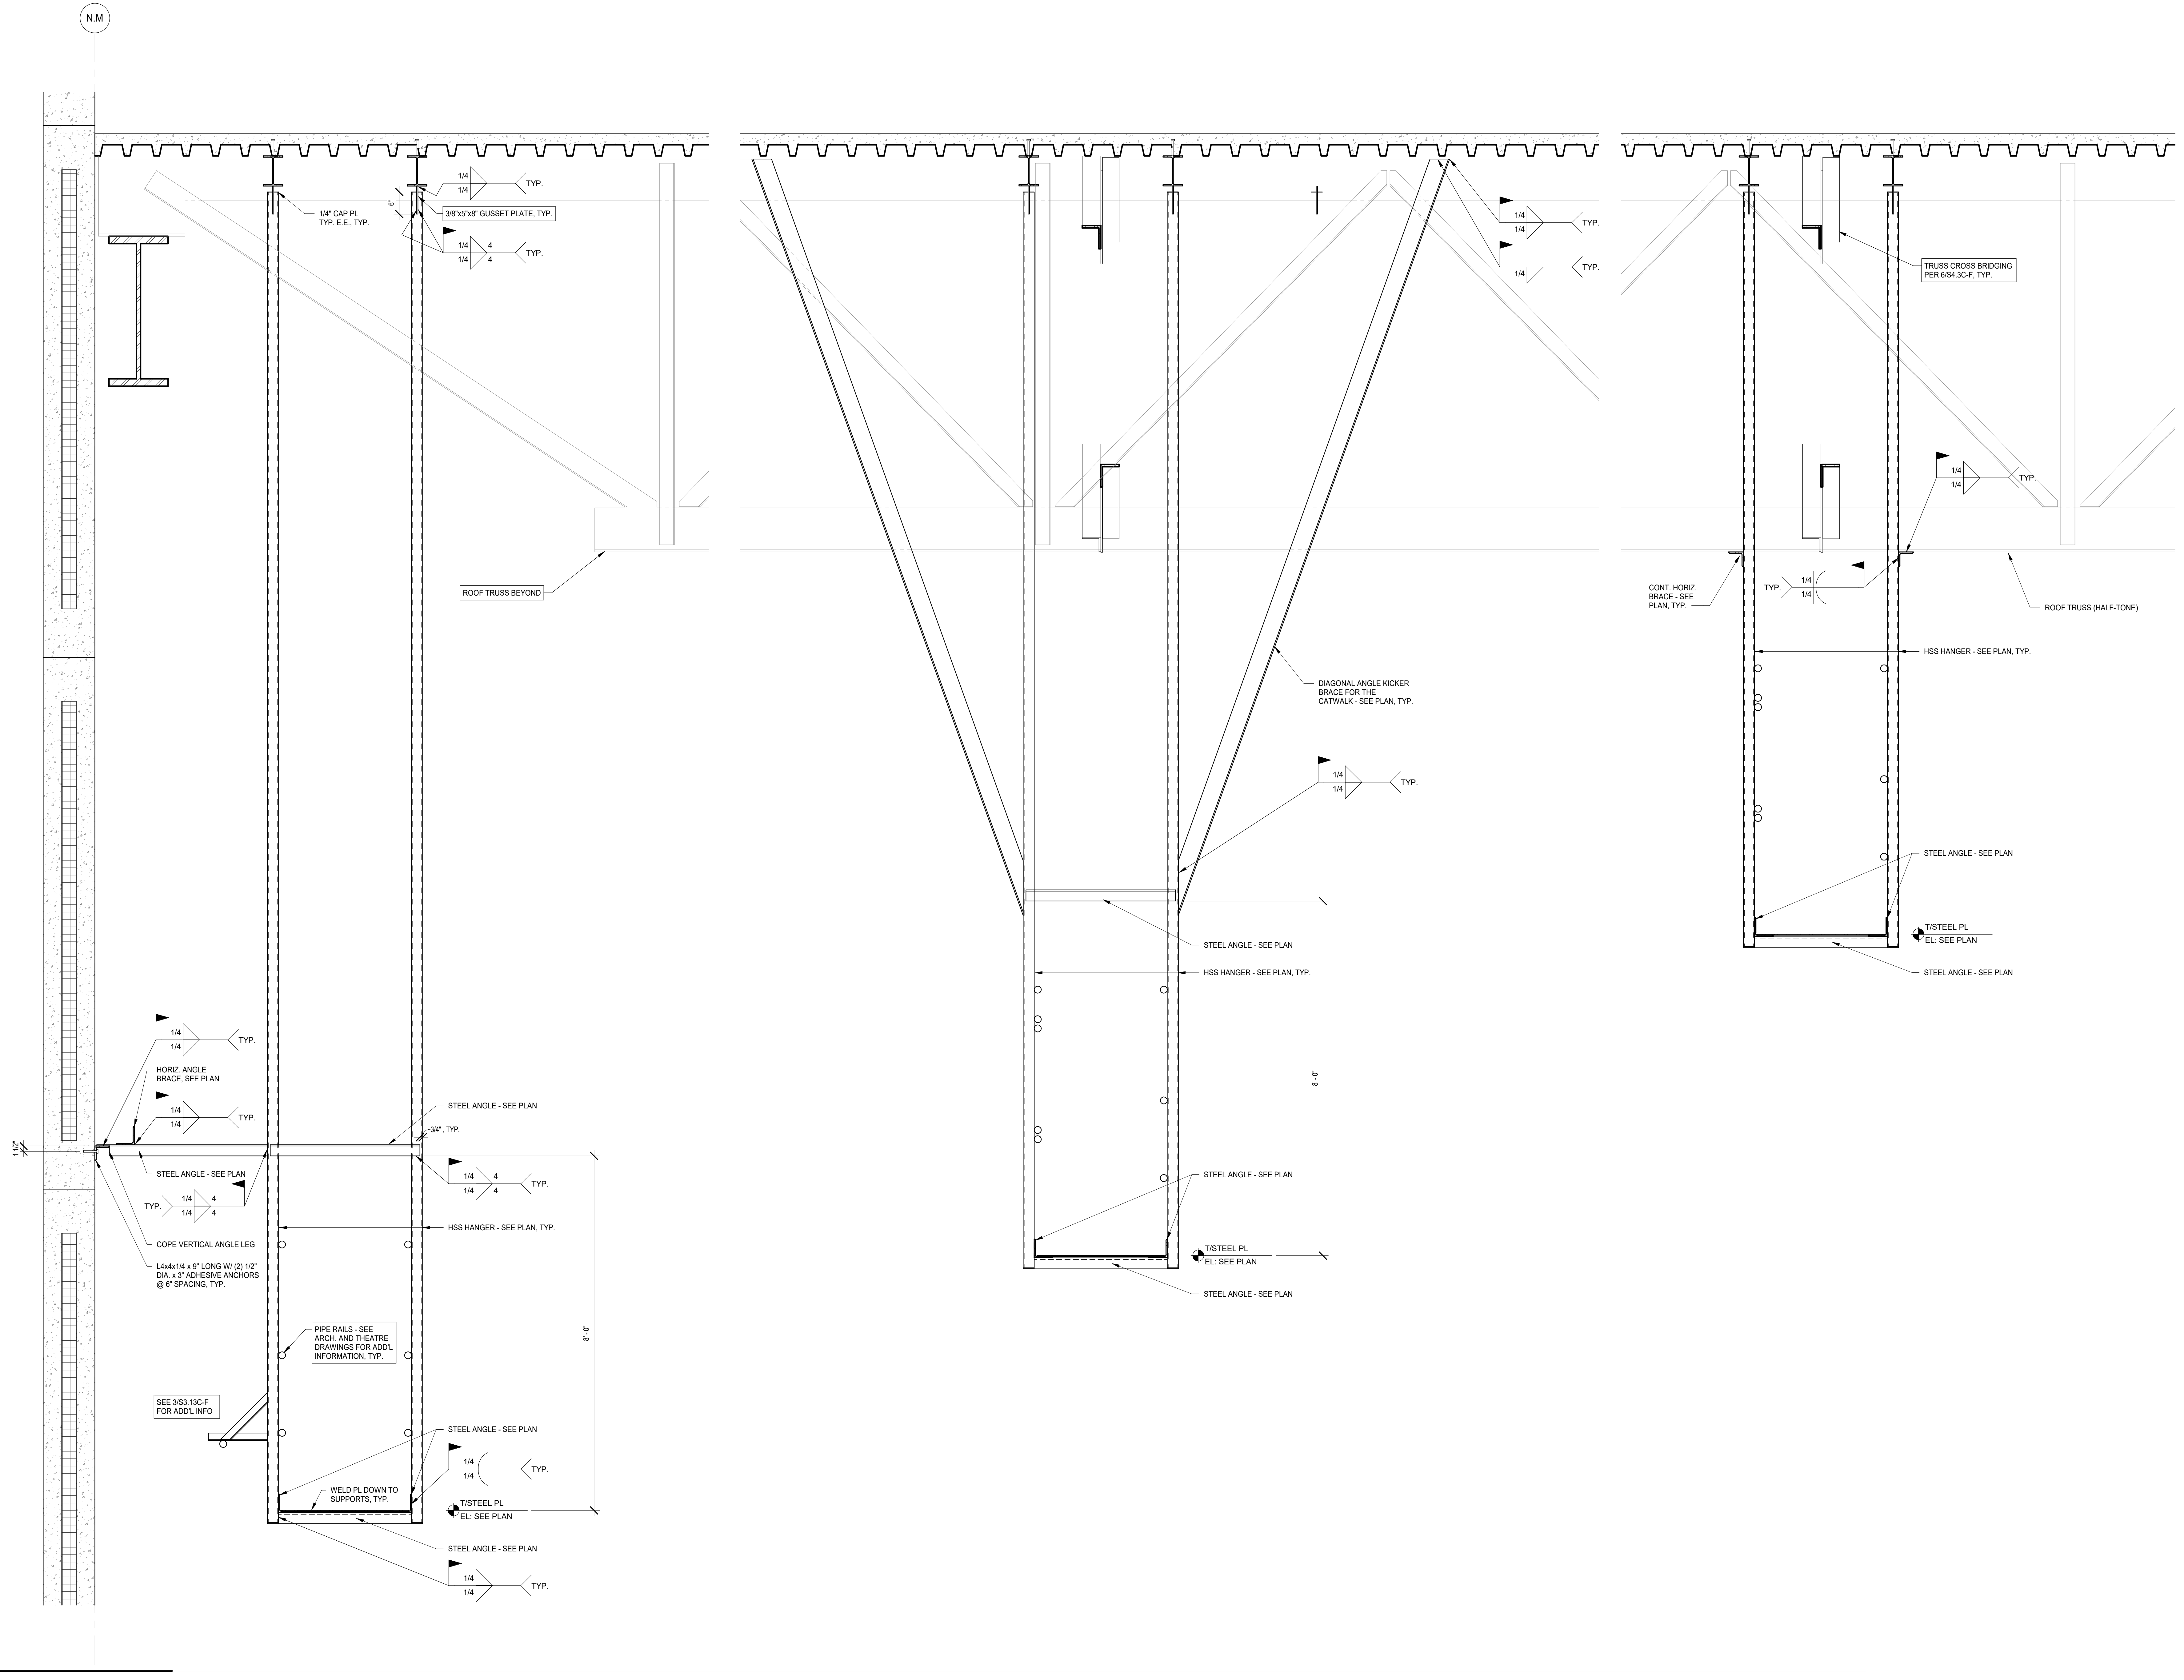 N.M
1/4
1/4
TYP.
6"
1/4" CAP PL
TYP. E.E., TYP.
3/8"x5"x8" GUSSET PLATE, TYP.
1/4
4
1/4
4
TYP.
ROOF TRUSS BEYOND
1/4
1/4
TYP.
HORIZ. ANGLE
BRACE, SEE PLAN
1/4
1/4
TYP.
STEEL ANGLE - SEE PLAN
3/4" , TYP.
1 1/2"
STEEL ANGLE - SEE PLAN
1/4
4
1/4
4
TYP.
TYP.
1/4
4
1/4
4
HSS HANGER - SEE PLAN, TYP.
COPE VERTICAL ANGLE LEG
L4x4x1/4 x 9" LONG W/ (2) 1/2"
DIA. x 3" ADHESIVE ANCHORS
@ 6" SPACING, TYP.
PIPE RAILS - SEE
ARCH. AND THEATRE
DRAWINGS FOR ADD'L
INFORMATION, TYP.
8' - 0"
SEE 3/S3.13C-F
FOR ADD'L INFO
STEEL ANGLE - SEE PLAN
1/4
1/4
TYP.
WELD PL DOWN TO
SUPPORTS, TYP.
T/STEEL PL
EL: SEE PLAN
STEEL ANGLE - SEE PLAN
1/4
1/4
TYP.
1/4
1/4
TYP.
1/4
TYP.
DIAGONAL ANGLE KICKER
BRACE FOR THE
CATWALK - SEE PLAN, TYP.
1/4
1/4
TYP.
STEEL ANGLE - SEE PLAN
HSS HANGER - SEE PLAN, TYP.
8' - 0"
STEEL ANGLE - SEE PLAN
T/STEEL PL
EL: SEE PLAN
STEEL ANGLE - SEE PLAN
TRUSS CROSS BRIDGING
PER 6/S4.3C-F, TYP.
1/4
1/4
TYP.
CONT. HORIZ.
BRACE - SEE
PLAN, TYP.
TYP.
1/4
1/4
ROOF TRUSS (HALF-TONE)
HSS HANGER - SEE PLAN, TYP.
STEEL ANGLE - SEE PLAN
T/STEEL PL
EL: SEE PLAN
STEEL ANGLE - SEE PLAN